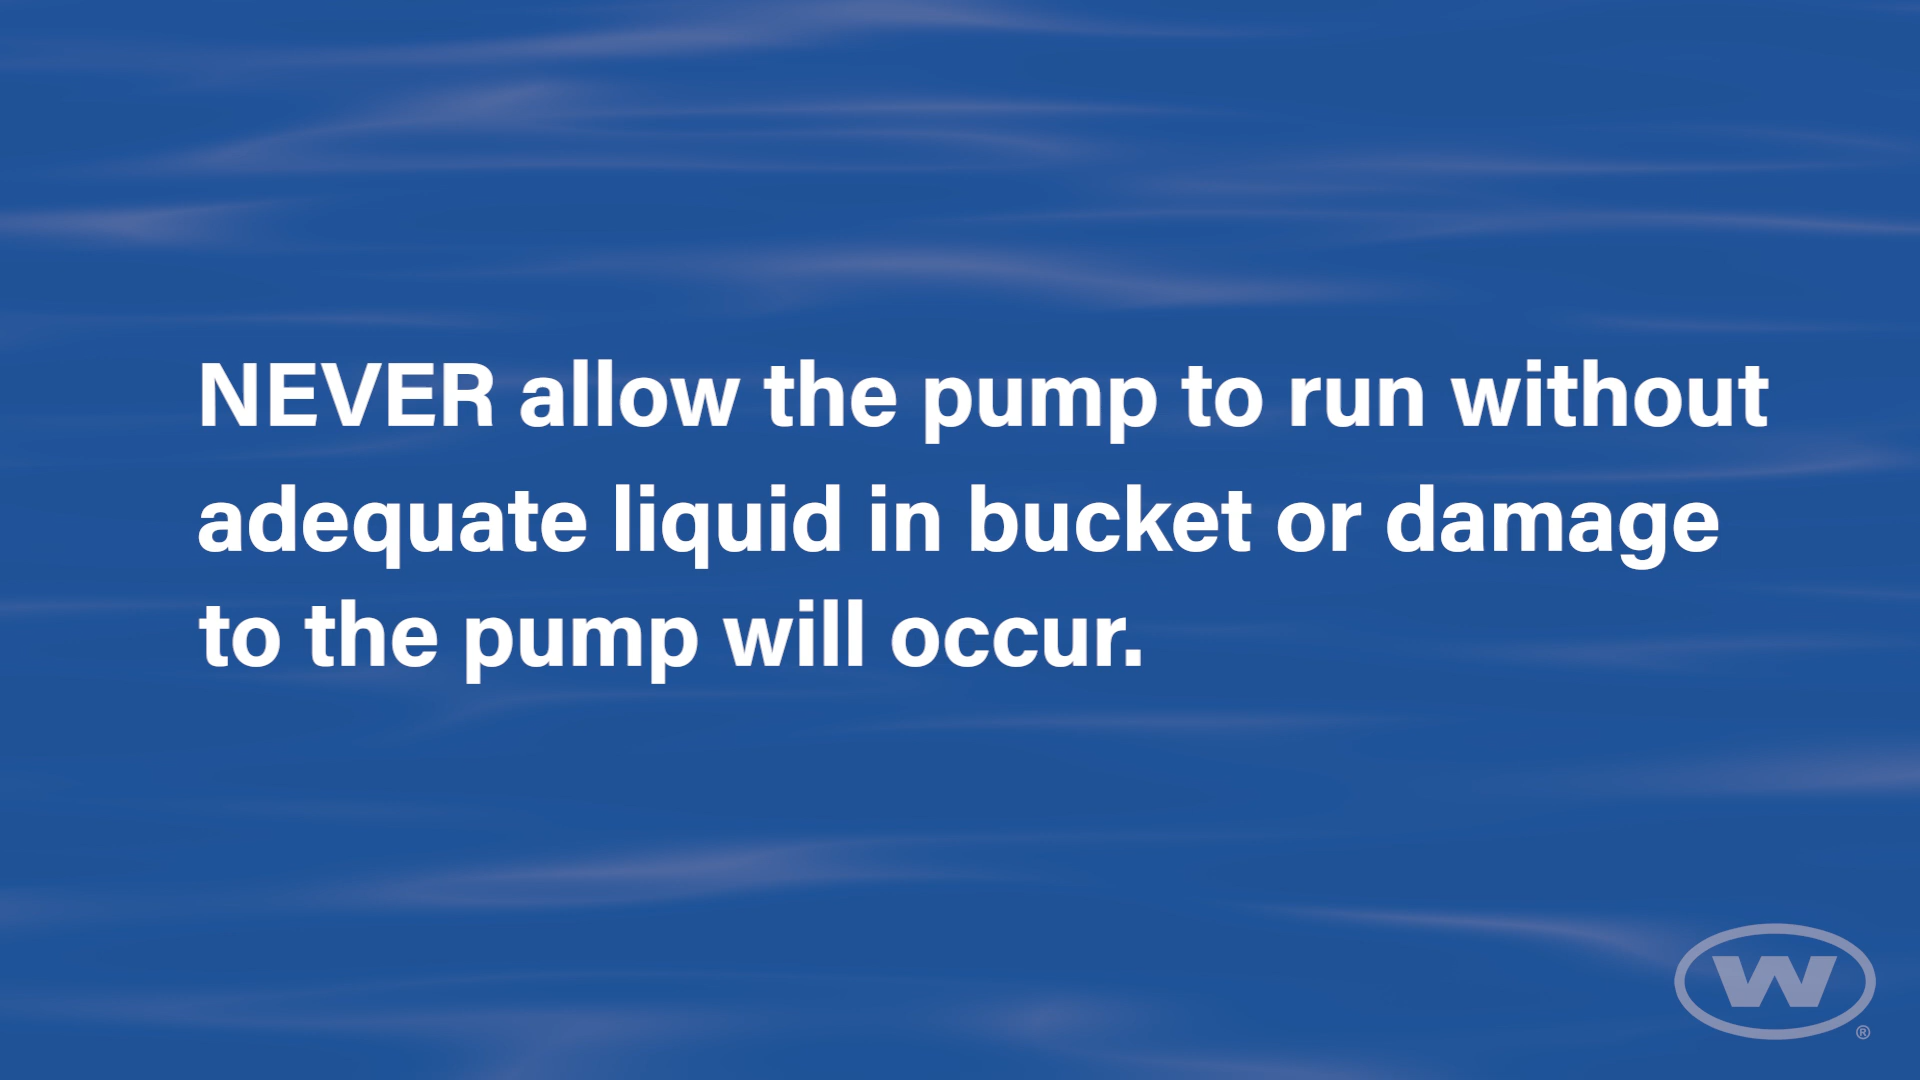 NEVER allow the pump to run without
adequate liquid in bucket or damage
to the pump will occur.
W
®